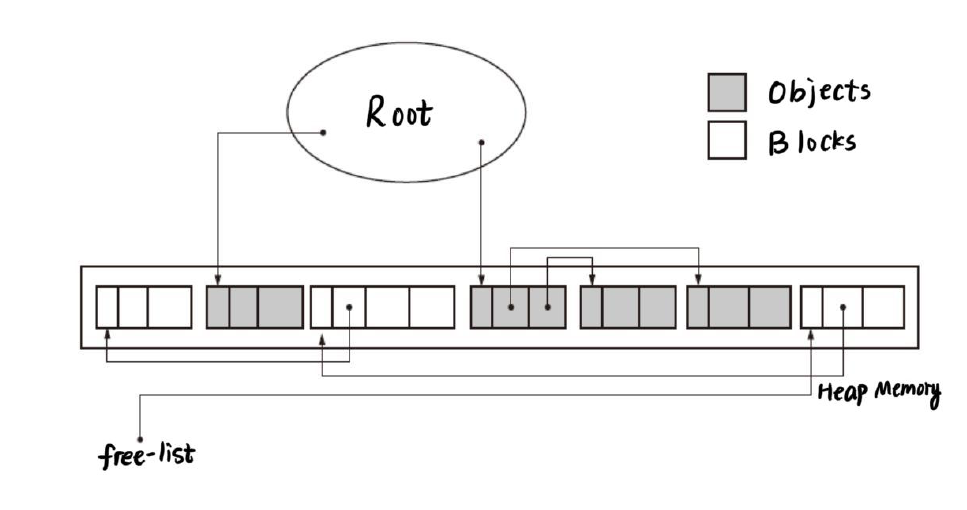 Root
Objects
Blocks
Heap Memory
free-list